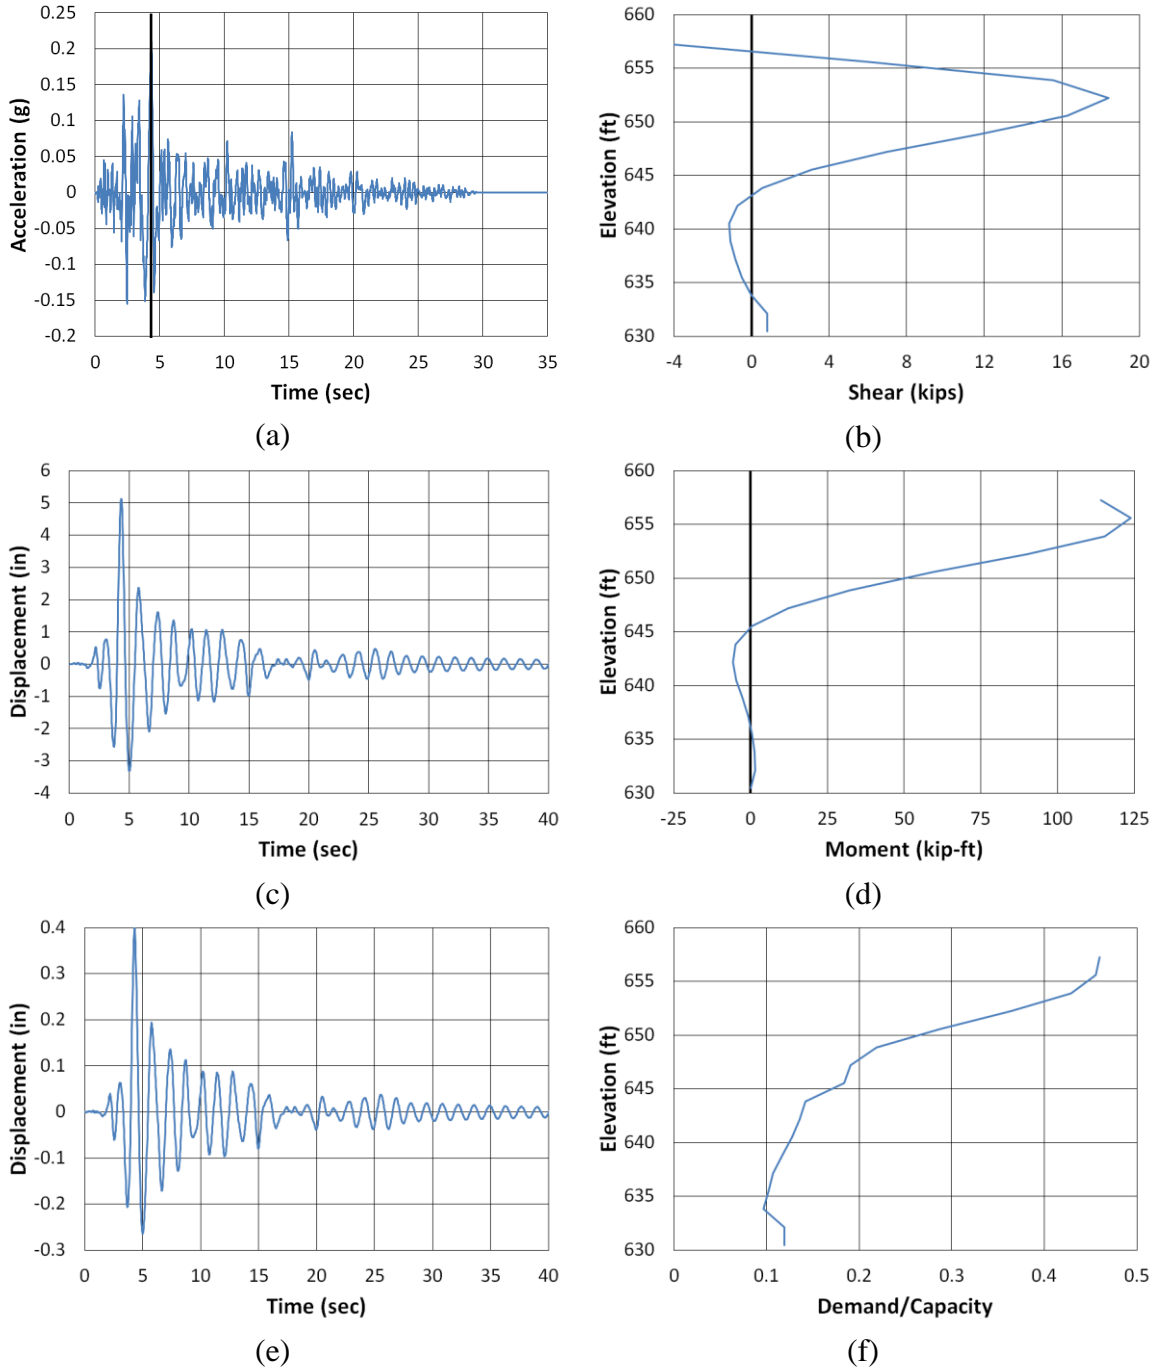 0.25
0.2
0.15
0.1
0.05
0
-0.05
-0.1
-0.15
-0.2
Acceleration (g)
0 5 10 15 20 25 30 35
Time (sec)
(a)
660
655
650
645
640
635
630
Elevation (ft)
-4 0 4 8 12 16 20
Shear (kips)
(b)
6
5
4
3
2
1
0
-1
-2
-3
-4
Displacement (in)
0 5 10 15 20 25 30 35 40
Time (sec)
(c)
660
655
650
645
640
635
630
Elevation (ft)
-25 0 25 50 75 100 125
Moment (kip-ft)
(d)
0.4
0.3
0.2
0.1
0
-0.1
-0.2
-0.3
Displacement (in)
0 5 10 15 20 25 30 35 40
Time (sec)
(e)
660
655
650
645
640
635
630
Elevation (ft)
0 0.1 0.2 0.3 0.4 0.5
Demand/Capacity
(f)